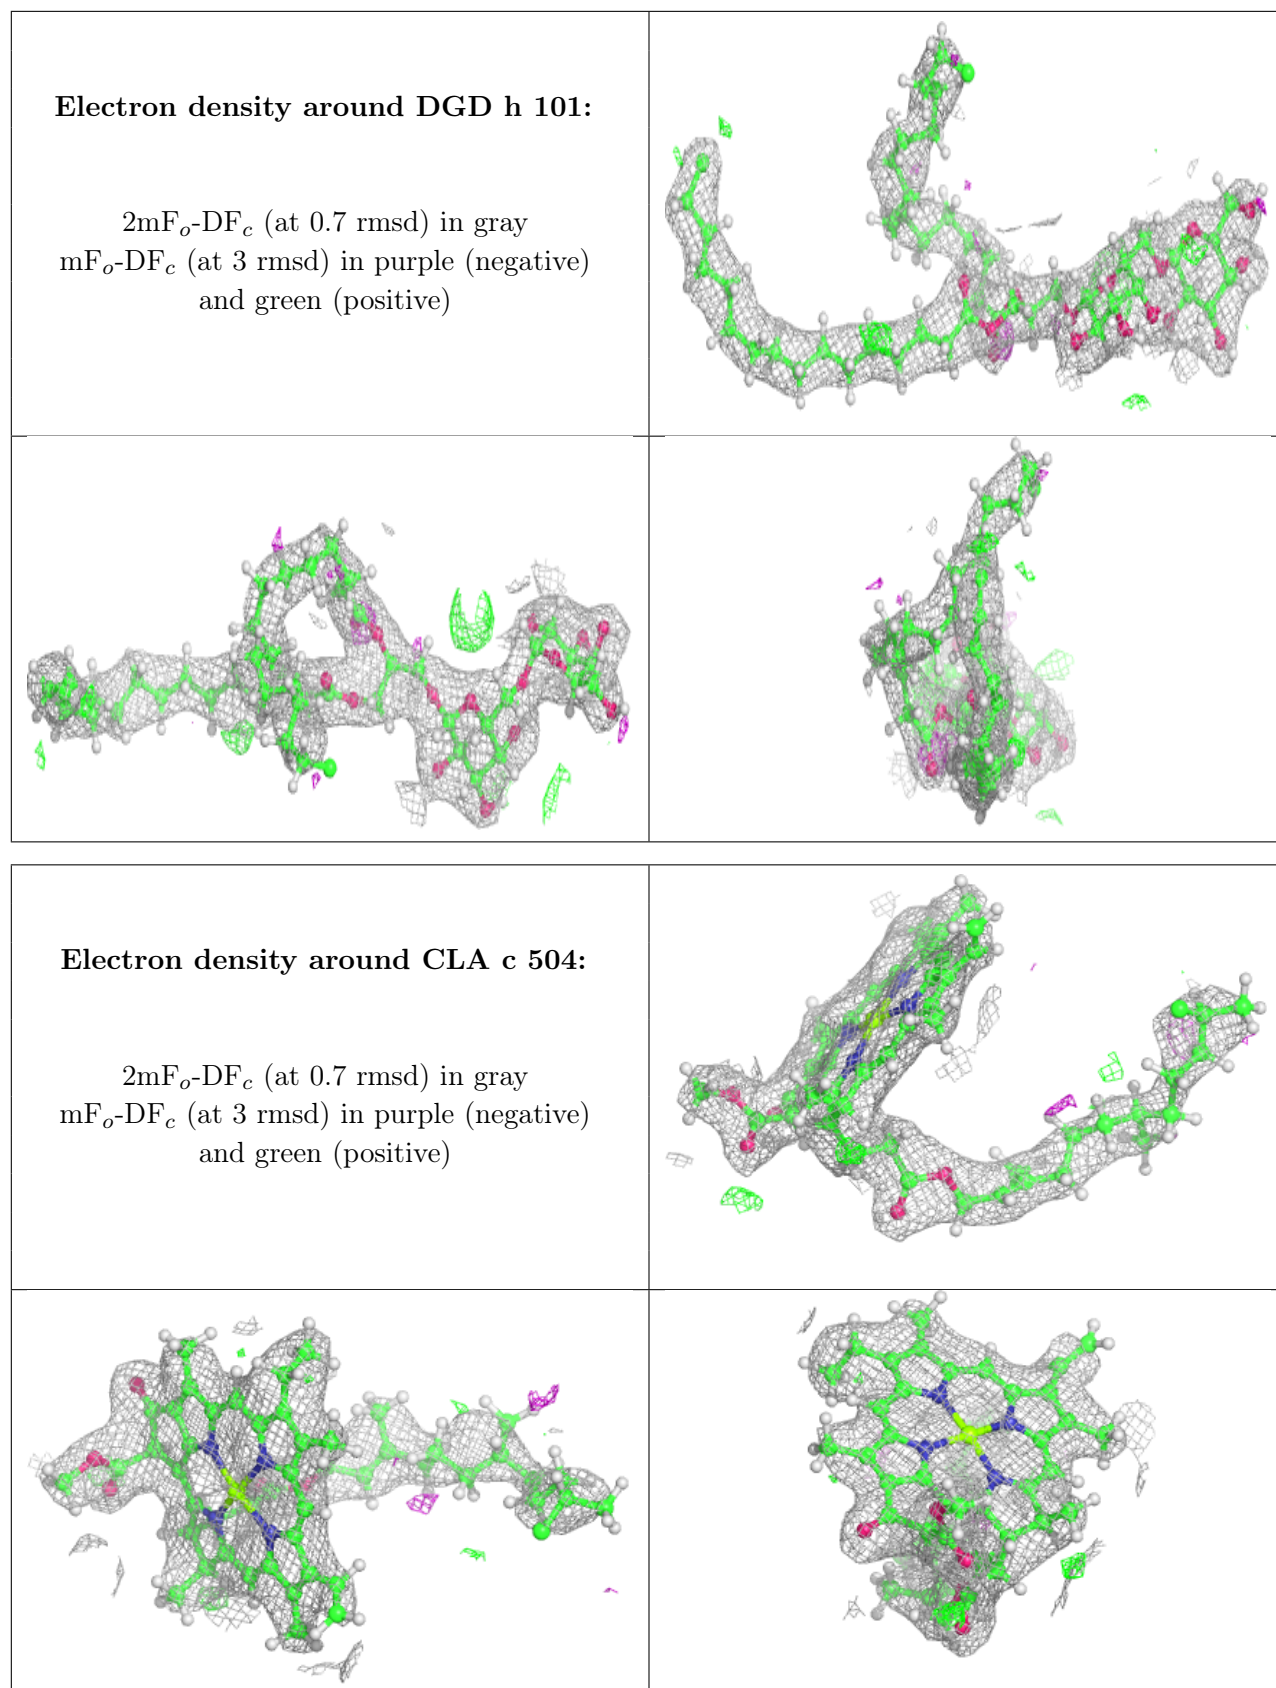 Electron density around DGD h 101:
2mFo-DFc (at 0.7 rmsd) in gray
mFo-DFc (at 3 rmsd) in purple (negative)
and green (positive)
Electron density around CLA c 504:
2mFo-DFc (at 0.7 rmsd) in gray
mFo-DFc (at 3 rmsd) in purple (negative)
and green (positive)